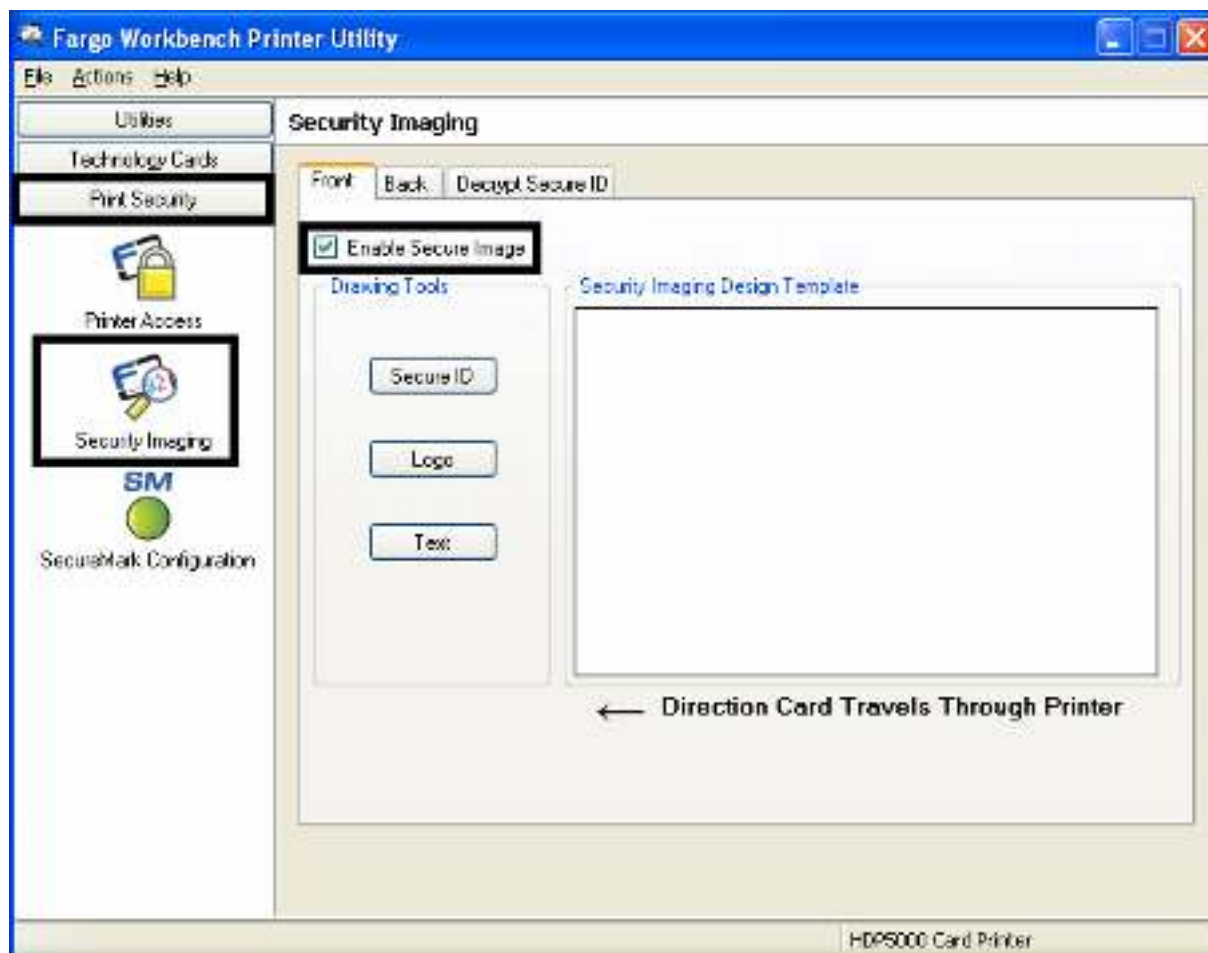 Fargo Workbench Printer Utility
File Actions Help
Utilities
Technology Cards
Print Security
Printer Access
Security Imaging
SM
SecureMark Configuration
Security Imaging
Front Back Decrypt Secure ID
Enable Secure Image
Drawing Tools
Secure ID
Logo
Text
Security Imaging Design Template
← Direction Card Travels Through Printer
HDP5000 Card Printer